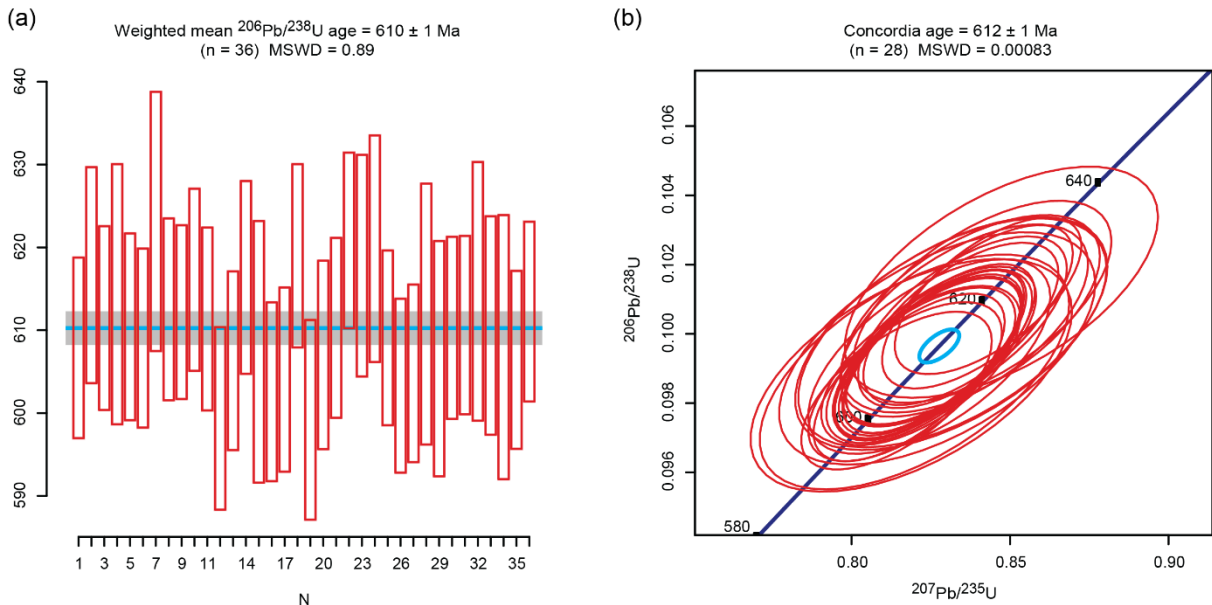 (a)
Weighted mean ²⁰⁶Pb/²³⁸U age = 610 ± 1 Ma
(n = 36) MSWD = 0.89
640
630
620
610
600
590
1 3 5 7 9 11 14 17 20 23 26 29 32 35
N
(b)
Concordia age = 612 ± 1 Ma
(n = 28) MSWD = 0.00083
²⁰⁶Pb/²³⁸U
0.106
0.104
0.102
0.100
0.098
0.096
640
620
600
580
0.80 0.85 0.90
²⁰⁷Pb/²³⁵U